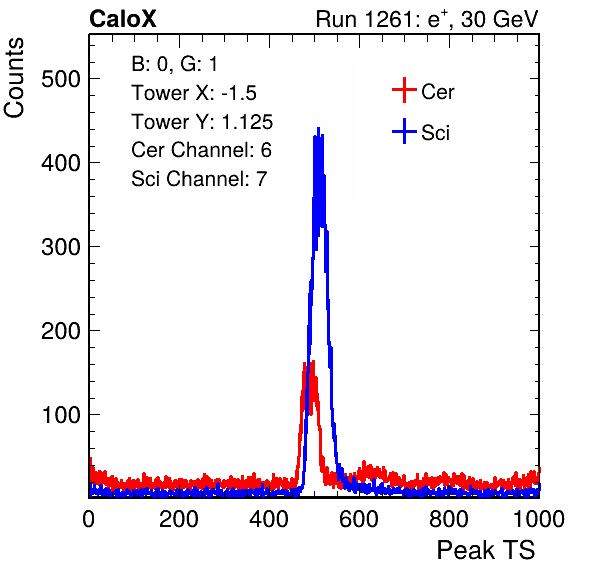 CaloX
Run 1261: e+, 30 GeV
Counts
B: 0, G: 1
Tower X: -1.5
Tower Y: 1.125
Cer Channel: 6
Sci Channel: 7
Cer
Sci
500
400
300
200
100
0 200 400 600 800 1000
Peak TS